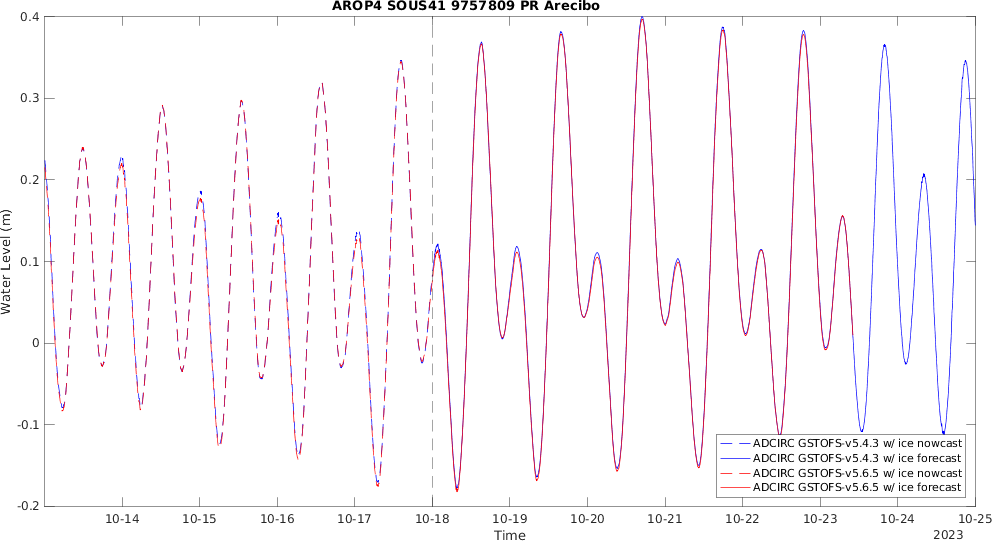 AROP4 SOUS41 9757809 PR Arecibo
0.4
0.3
0.2
0.1
0
-0.1
-0.2
Water Level (m)
ADCIRC GSTOFS-v5.4.3 w/ ice nowcast
ADCIRC GSTOFS-v5.4.3 w/ ice forecast
ADCIRC GSTOFS-v5.6.5 w/ ice nowcast
ADCIRC GSTOFS-v5.6.5 w/ ice forecast
10-14 10-15 10-16 10-17 10-18 10-19 10-20 10-21 10-22 10-23 10-24 10-25
Time
2023